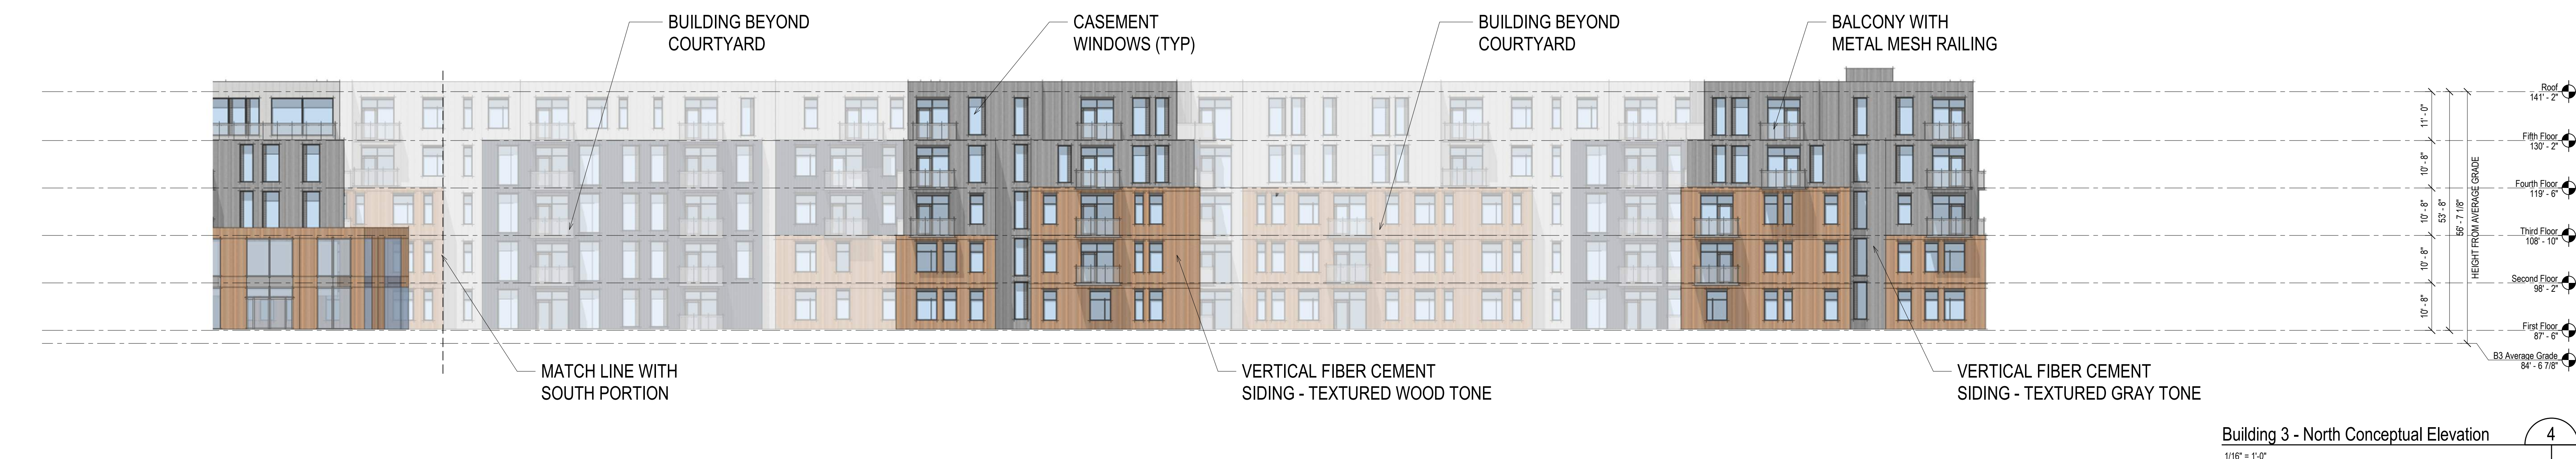 BUILDING BEYOND
COURTYARD
CASEMENT
WINDOWS (TYP)
BUILDING BEYOND
COURTYARD
BALCONY WITH
METAL MESH RAILING
Roof
141' - 2"
11' - 0"
Fifth Floor
130' - 2"
10' - 8"
Fourth Floor
119' - 6"
10' - 8"
53' - 8"
56' - 7 1/8"
HEIGHT FROM AVERAGE GRADE
Third Floor
108' - 10"
10' - 8"
Second Floor
98' - 2"
10' - 8"
First Floor
87' - 6"
B3 Average Grade
84' - 6 7/8"
MATCH LINE WITH
SOUTH PORTION
VERTICAL FIBER CEMENT
SIDING - TEXTURED WOOD TONE
VERTICAL FIBER CEMENT
SIDING - TEXTURED GRAY TONE
Building 3 - North Conceptual Elevation
4
1/16" = 1'-0"